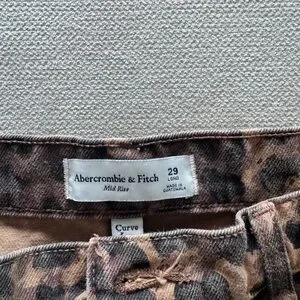 Abercrombie & Fitch
Mid Rise
29
LONG
MADE IN
GUATEMALA
Curve